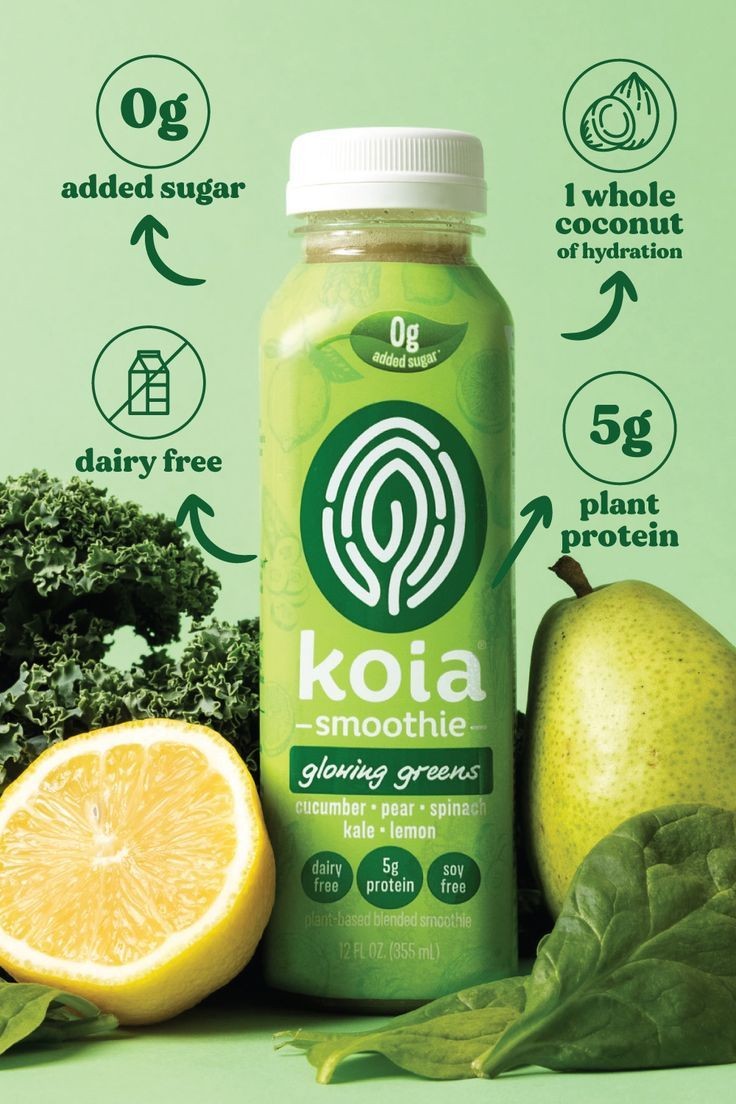 0g
added sugar
1 whole
coconut
of hydration
dairy free
5g
plant
protein
0g
added sugar*
koia®
smoothie
glowing greens
cucumber • pear • spinach
kale • lemon
dairy
free
5g
protein
soy
free
plant-based blended smoothie
12 FL OZ. (355 mL)